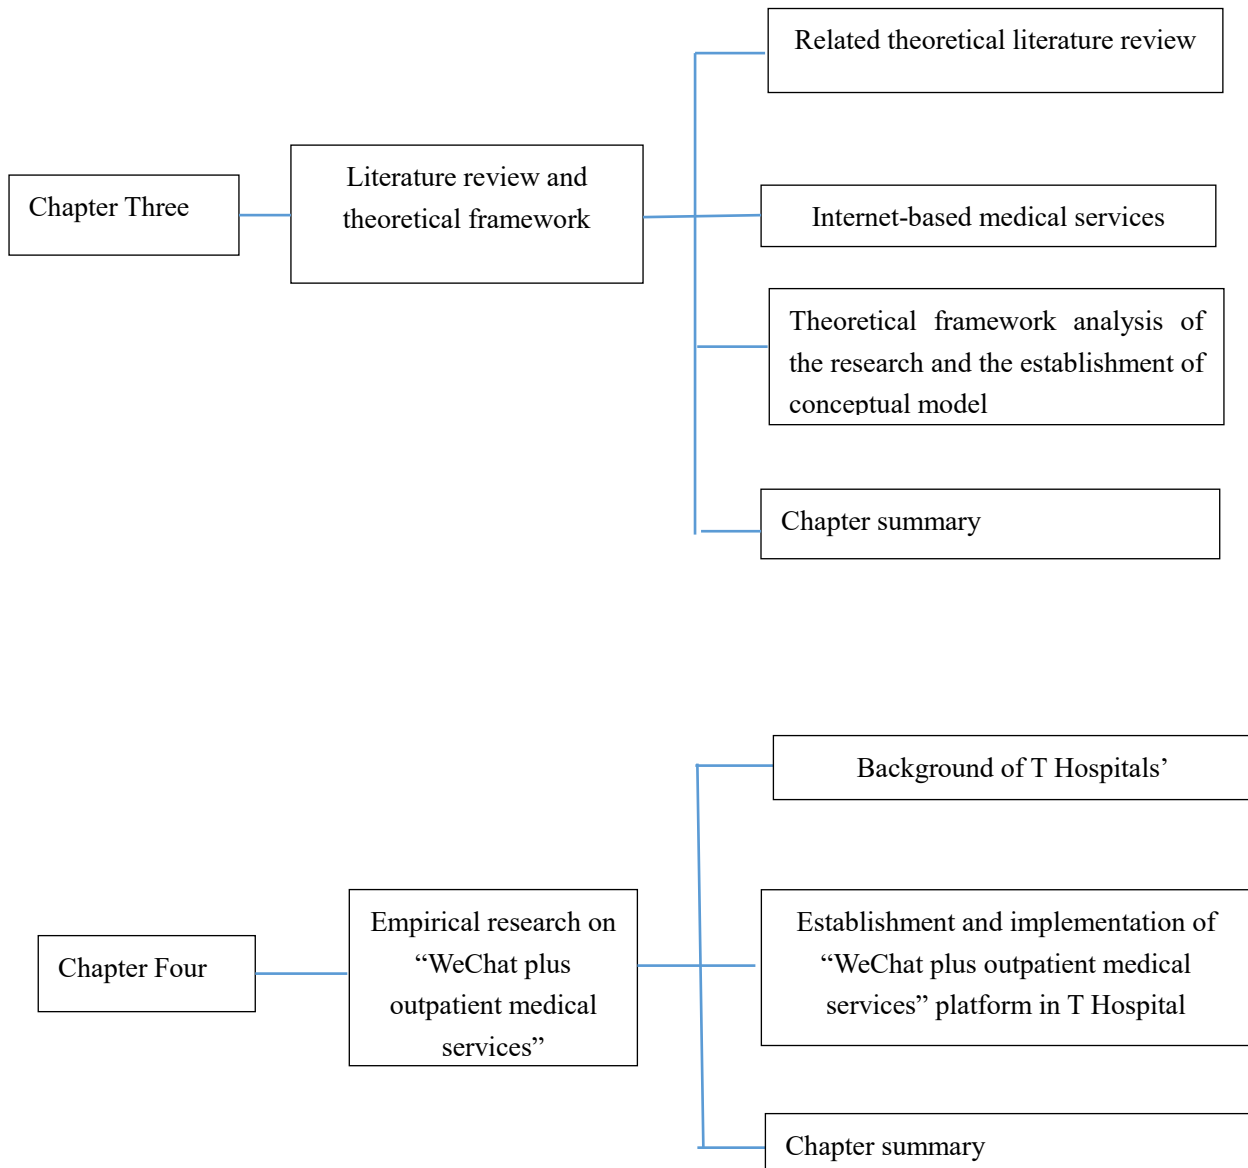 Related theoretical literature review
Chapter Three
Literature review and
theoretical framework
Internet-based medical services
Theoretical framework analysis of
the research and the establishment of
conceptual model
Chapter summary
Background of T Hospitals’
Chapter Four
Empirical research on
“WeChat plus
outpatient medical
services”
Establishment and implementation of
“WeChat plus outpatient medical
services” platform in T Hospital
Chapter summary